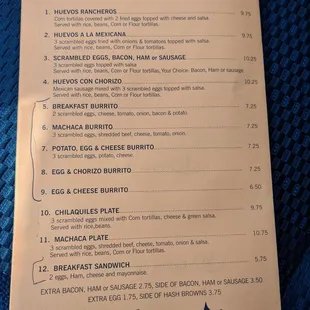 1. HUEVOS RANCHEROS 9.75
Corn tortillas covered with 2 fried eggs topped with cheese and salsa
Served with rice, beans, Corn or Flour tortillas
2. HUEVOS A LA MEXICANA 9.75
3 scrambled eggs fried with onions & tomatoes topped with salsa
Served with rice, beans, Corn or Flour tortillas
3. SCRAMBLED EGGS, BACON, HAM or SAUSAGE 10.25
3 scrambled eggs topped with salsa
Served with rice, beans, Corn or Flour tortillas, Your Choice: Bacon, Ham or sausage
4. HUEVOS CON CHORIZO 10.25
Mexican sausage mixed with 3 scrambled eggs topped with salsa.
Served with rice, beans, Corn or Flour tortillas.
5. BREAKFAST BURRITO 7.25
2 scrambled eggs, cheese, tomato, onion, bacon & potato.
6. MACHACA BURRITO 7.25
3 scrambled eggs, shredded beef, cheese, tomato, onion.
7. POTATO, EGG & CHEESE BURRITO 7.25
3 scrambled eggs, potato, cheese.
8. EGG & CHORIZO BURRITO 7.25
9. EGG & CHEESE BURRITO 6.50
10. CHILAQUILES PLATE 9.75
3 scrambled eggs mixed with Corn tortillas, cheese & green salsa.
Served with rice,beans.
11. MACHACA PLATE 10.75
3 scrambled eggs, shredded beef, cheese, tomato, onion & salsa.
Served with rice, beans, Corn or Flour tortillas.
12. BREAKFAST SANDWICH 5.75
2 eggs, Ham, Cheese and mayonnaise.
EXTRA BACON, HAM or SAUSAGE 2.75, SIDE OF BACON, HAM or SAUSAGE 3.50
EXTRA EGG 1.75, SIDE OF HASH BROWNS 3.75